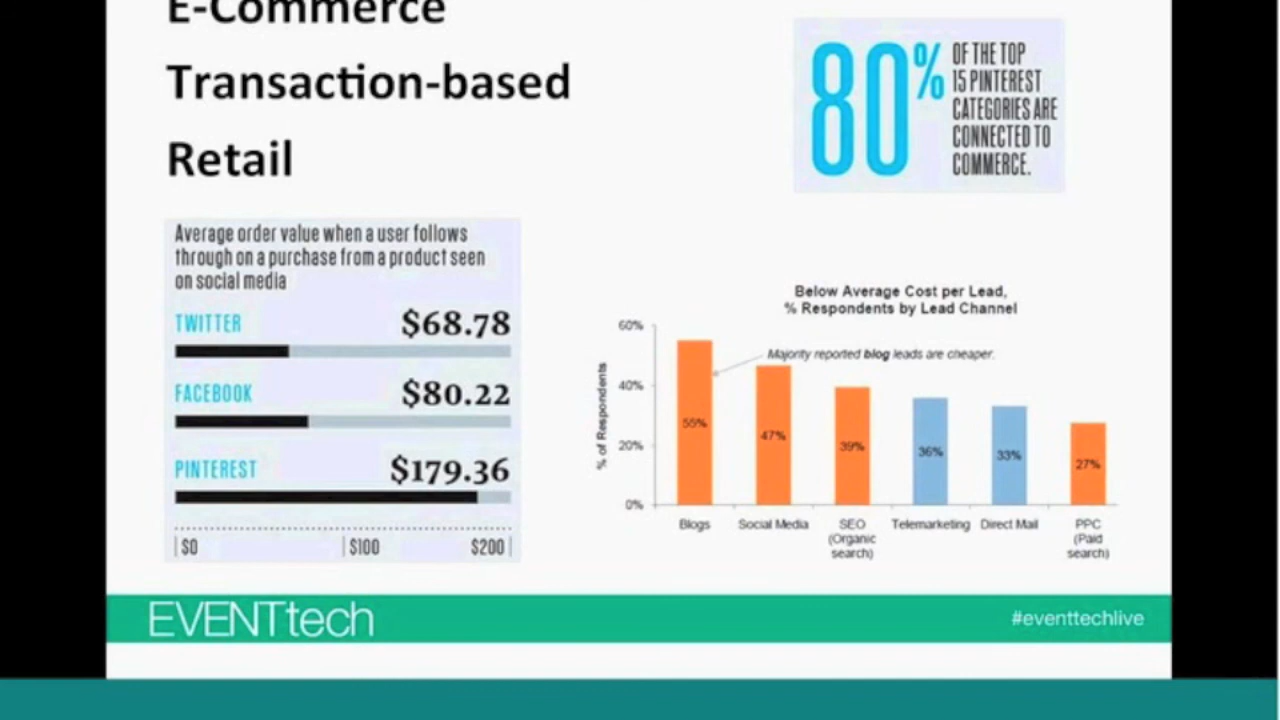 E-Commerce
Transaction-based
Retail
80%
OF THE TOP
15 PINTEREST
CATEGORIES ARE
CONNECTED TO
COMMERCE.
Average order value when a user follows
through on a purchase from a product seen
on social media
TWITTER $68.78
FACEBOOK $80.22
PINTEREST $179.36
$0 $100 $200
Below Average Cost per Lead,
% Respondents by Lead Channel
% of Respondents
60%
40%
20%
0%
Majority reported blog leads are cheaper.
55%
47%
39%
36%
33%
27%
Blogs
Social Media
SEO
(Organic
search)
Telemarketing
Direct Mail
PPC
(Paid
search)
EVENTtech
#eventtechlive